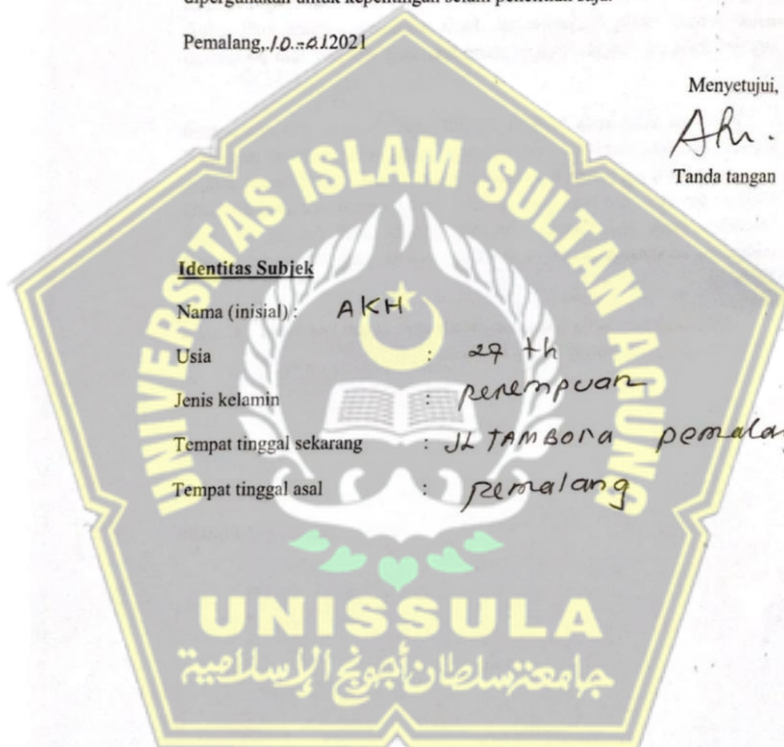 dipergunakan untuk kepentingan selain penelitian saja.
Pemalang, 10-01 2021
Menyetujui,
Tanda tangan
UNIVERSITAS ISLAM SULTAN AGUNG
Identitas Subjek
Nama (inisial) : AKH
Usia : 27 th
Jenis kelamin : perempuan
Tempat tinggal sekarang : JL TAMBORA pemalang
Tempat tinggal asal : pemalang
UNISSULA
جامعة سلطان أجونج الإسلامية